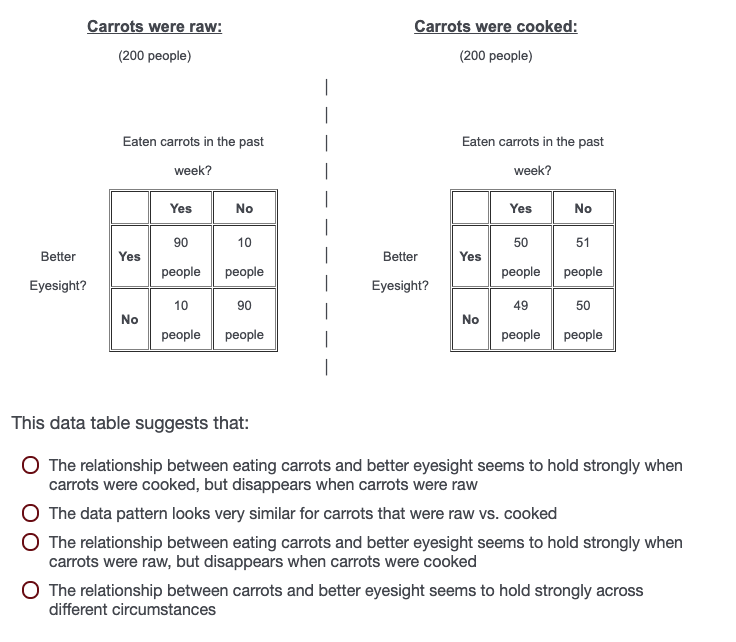 Carrots were raw:
(200 people)
Eaten carrots in the past
week?
Yes No
Better
Eyesight?
Yes
90
people
10
people
No
10
people
90
people
Carrots were cooked:
(200 people)
Eaten carrots in the past
week?
Yes No
Better
Eyesight?
Yes
50
people
51
people
No
49
people
50
people
This data table suggests that:
The relationship between eating carrots and better eyesight seems to hold strongly when
carrots were cooked, but disappears when carrots were raw
The data pattern looks very similar for carrots that were raw vs. cooked
The relationship between eating carrots and better eyesight seems to hold strongly when
carrots were raw, but disappears when carrots were cooked
The relationship between carrots and better eyesight seems to hold strongly across
different circumstances